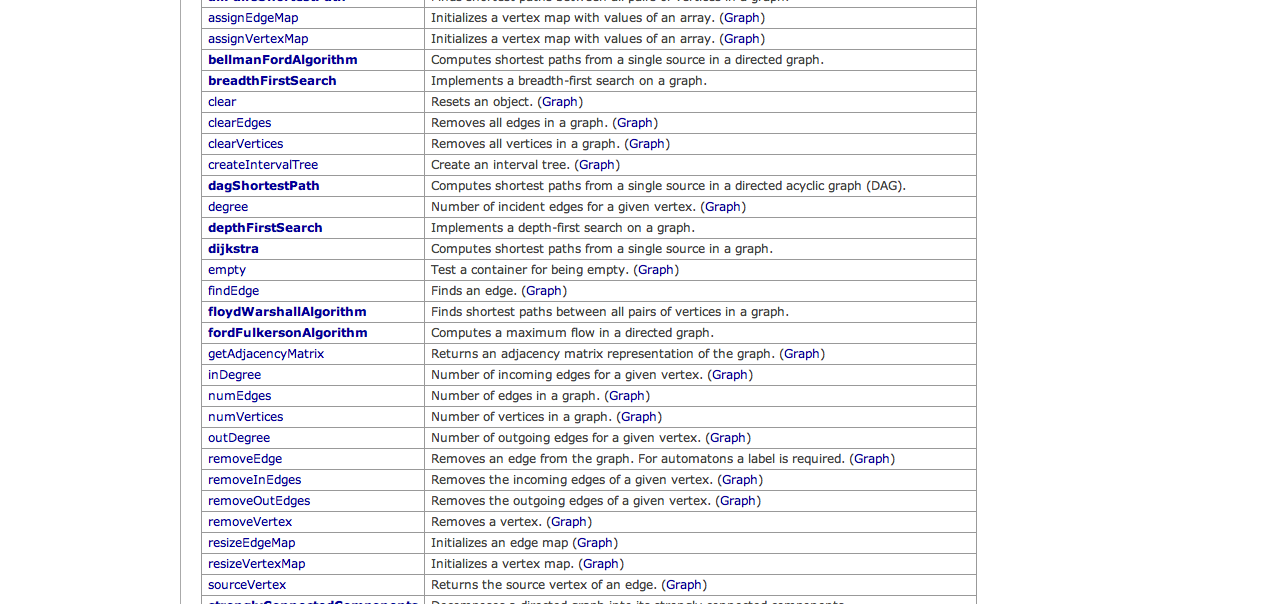 assignEdgeMap Initializes a vertex map with values of an array. (Graph)
assignVertexMap Initializes a vertex map with values of an array. (Graph)
bellmanFordAlgorithm Computes shortest paths from a single source in a directed graph.
breadthFirstSearch Implements a breadth-first search on a graph.
clear Resets an object. (Graph)
clearEdges Removes all edges in a graph. (Graph)
clearVertices Removes all vertices in a graph. (Graph)
createIntervalTree Create an interval tree. (Graph)
dagShortestPath Computes shortest paths from a single source in a directed acyclic graph (DAG).
degree Number of incident edges for a given vertex. (Graph)
depthFirstSearch Implements a depth-first search on a graph.
dijkstra Computes shortest paths from a single source in a graph.
empty Test a container for being empty. (Graph)
findEdge Finds an edge. (Graph)
floydWarshallAlgorithm Finds shortest paths between all pairs of vertices in a graph.
fordFulkersonAlgorithm Computes a maximum flow in a directed graph.
getAdjacencyMatrix Returns an adjacency matrix representation of the graph. (Graph)
inDegree Number of incoming edges for a given vertex. (Graph)
numEdges Number of edges in a graph. (Graph)
numVertices Number of vertices in a graph. (Graph)
outDegree Number of outgoing edges for a given vertex. (Graph)
removeEdge Removes an edge from the graph. For automatons a label is required. (Graph)
removeInEdges Removes the incoming edges of a given vertex. (Graph)
removeOutEdges Removes the outgoing edges of a given vertex. (Graph)
removeVertex Removes a vertex. (Graph)
resizeEdgeMap Initializes an edge map (Graph)
resizeVertexMap Initializes a vertex map. (Graph)
sourceVertex Returns the source vertex of an edge. (Graph)
stronglyConnectedComponents Decomposes a directed graph into its strongly connected components.